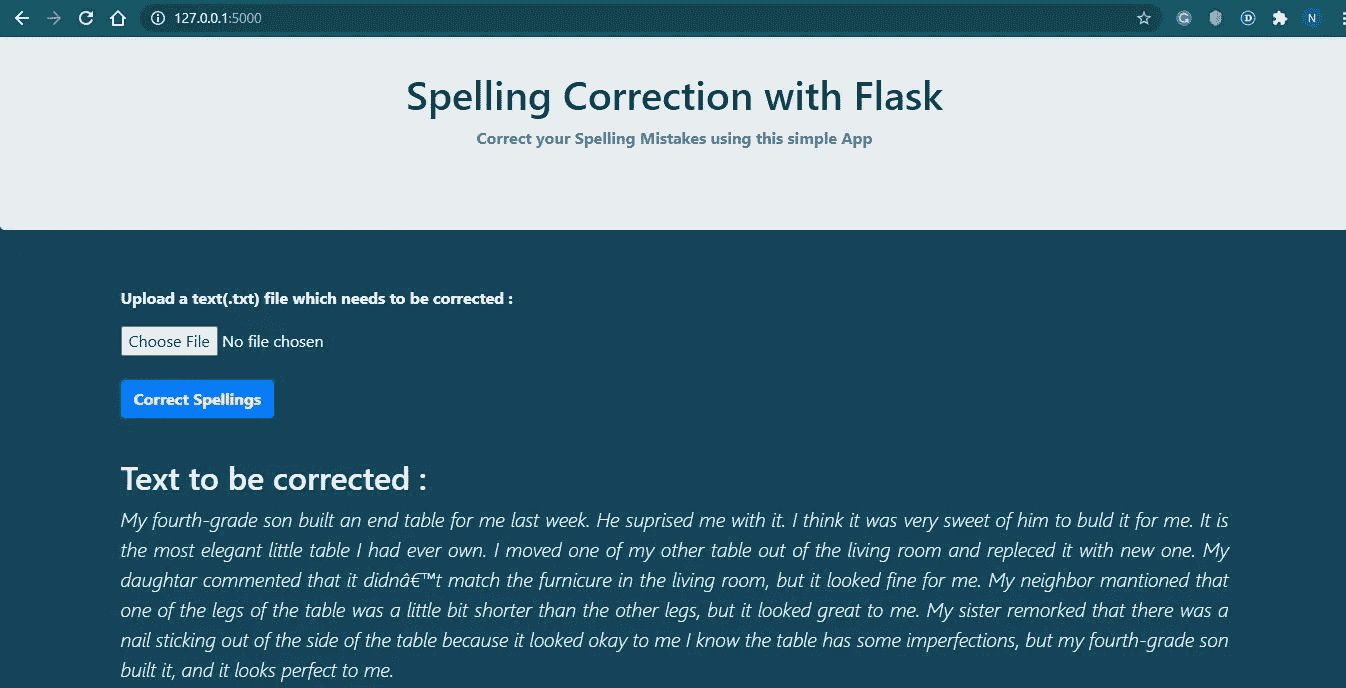 127.0.0.1:5000
N
Spelling Correction with Flask
Correct your Spelling Mistakes using this simple App
Upload a text(.txt) file which needs to be corrected :
Choose File No file chosen
Correct Spellings
Text to be corrected :
My fourth-grade son built an end table for me last week. He suprised me with it. I think it was very sweet of him to buld it for me. It is
the most elegant little table I had ever own. I moved one of my other table out of the living room and repleced it with new one. My
daughtar commented that it didnâ€™t match the furnicure in the living room, but it looked fine for me. My neighbor mantioned that
one of the legs of the table was a little bit shorter than the other legs, but it looked great to me. My sister remorked that there was a
nail sticking out of the side of the table because it looked okay to me I know the table has some imperfections, but my fourth-grade son
built it, and it looks perfect to me.